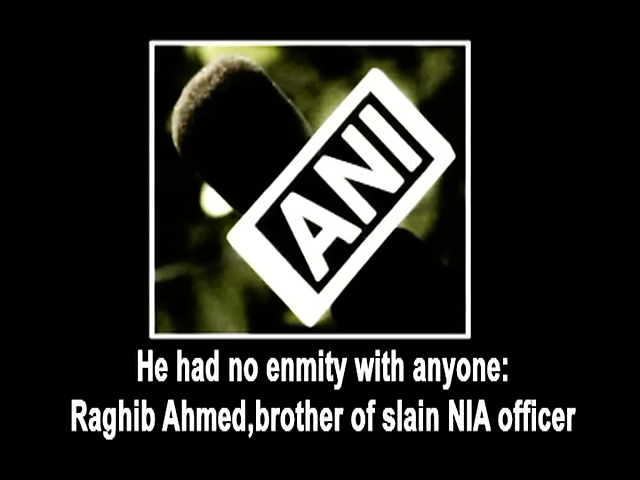 ANI
He had no enmity with anyone:
Raghib Ahmed,brother of slain NIA officer